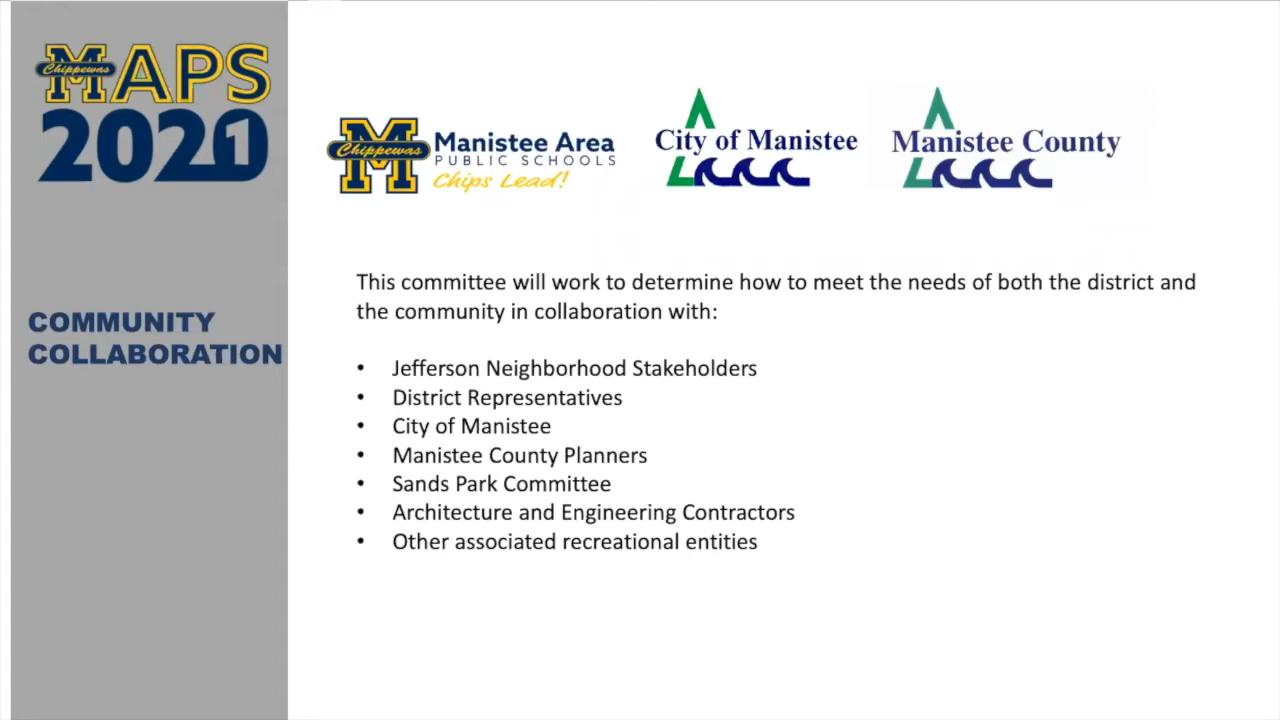 MAPS
Chippewas
2021
COMMUNITY
COLLABORATION
M
Chippewas
Manistee Area
PUBLIC SCHOOLS
Chips Lead!
City of Manistee
Manistee County
This committee will work to determine how to meet the needs of both the district and
the community in collaboration with:
• Jefferson Neighborhood Stakeholders
• District Representatives
• City of Manistee
• Manistee County Planners
• Sands Park Committee
• Architecture and Engineering Contractors
• Other associated recreational entities